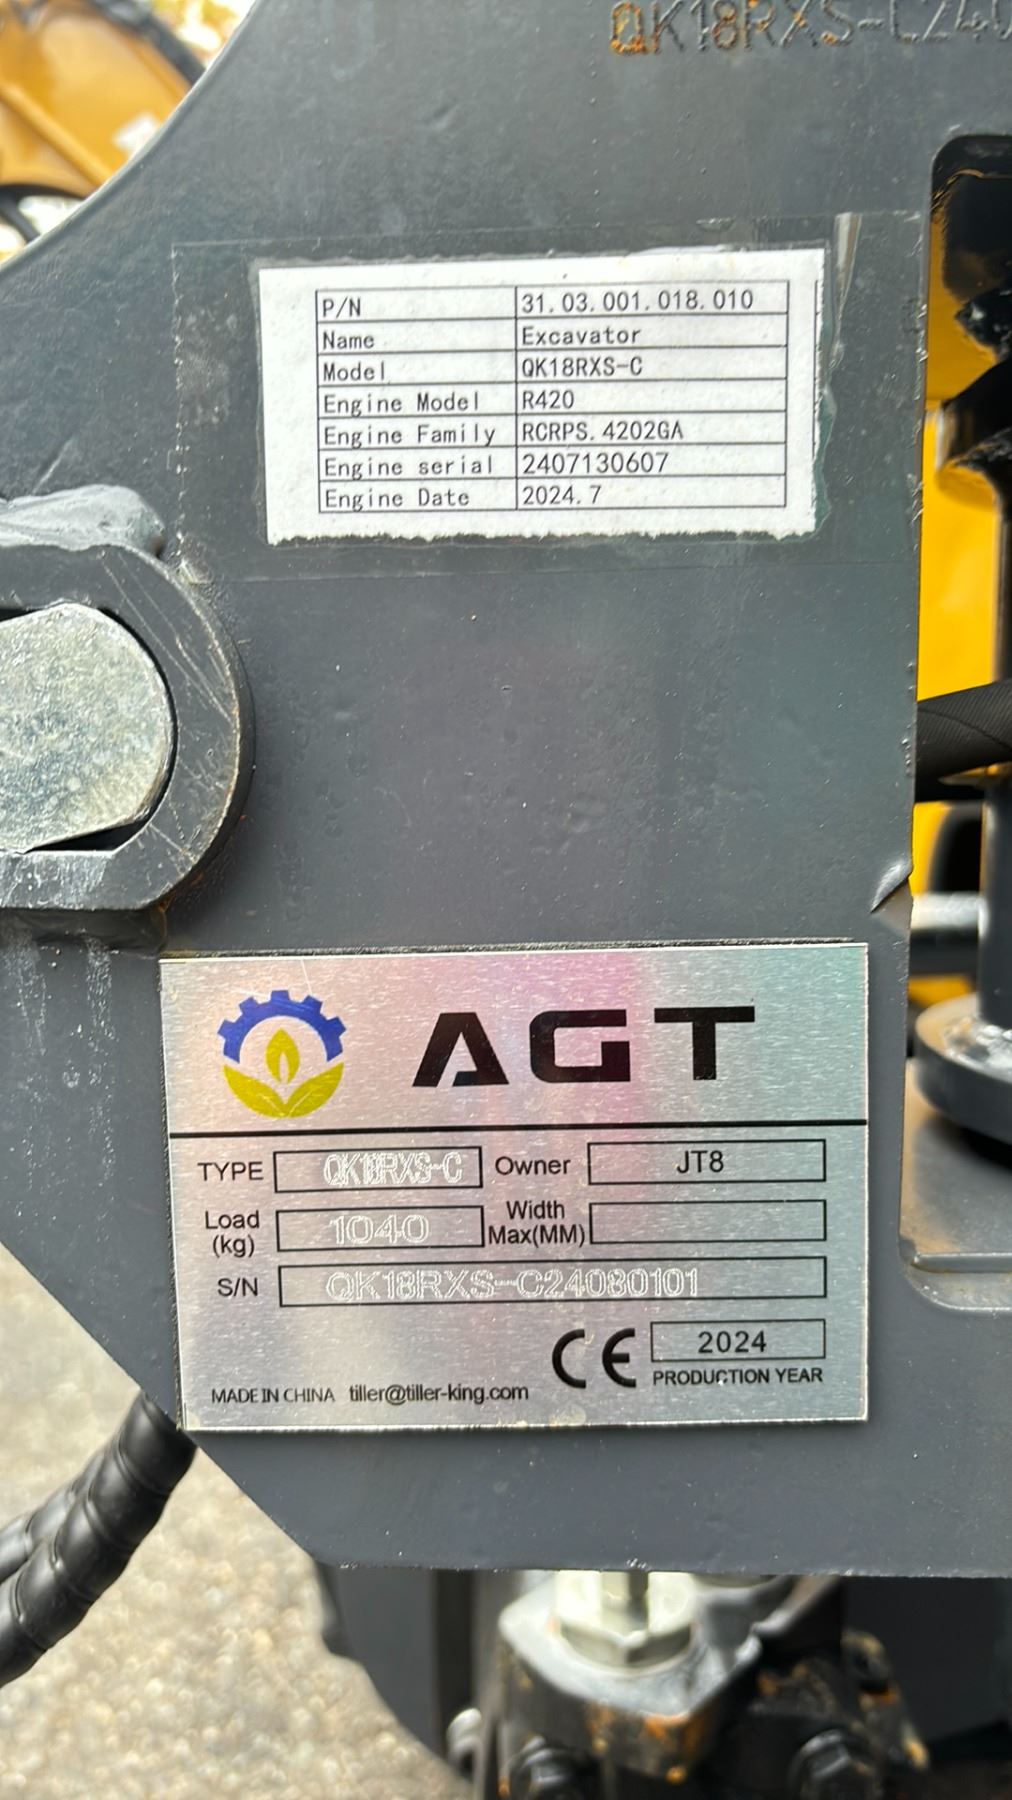 QK18RXS-C240
P/N 31.03.001.018.010
Name Excavator
Model QK18RXS-C
Engine Model R420
Engine Family RCRPS.4202GA
Engine serial 2407130607
Engine Date 2024.7
AGT
TYPE QK18RXS-C Owner JT8
Load (kg) 1040 Width Max(MM)
S/N QK18RXS-C24080101
CE 2024
PRODUCTION YEAR
MADE IN CHINA tiller@tiller-king.com